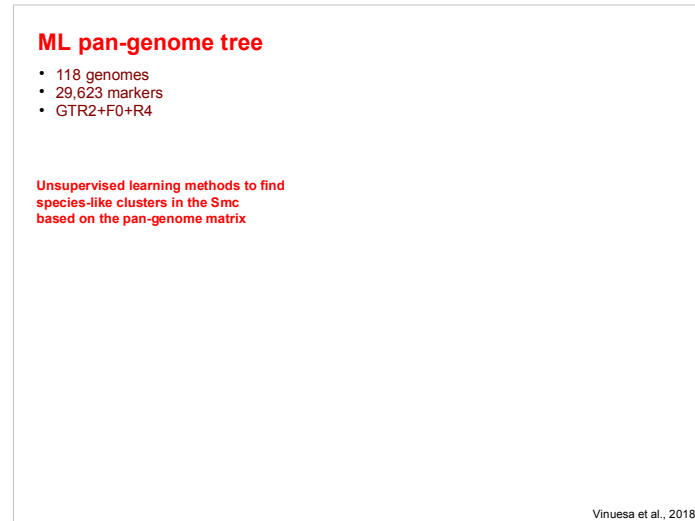 ML pan-genome tree
• 118 genomes
• 29,623 markers
• GTR2+F0+R4
Unsupervised learning methods to find
species-like clusters in the Smc
based on the pan-genome matrix
Vinuesa et al., 2018